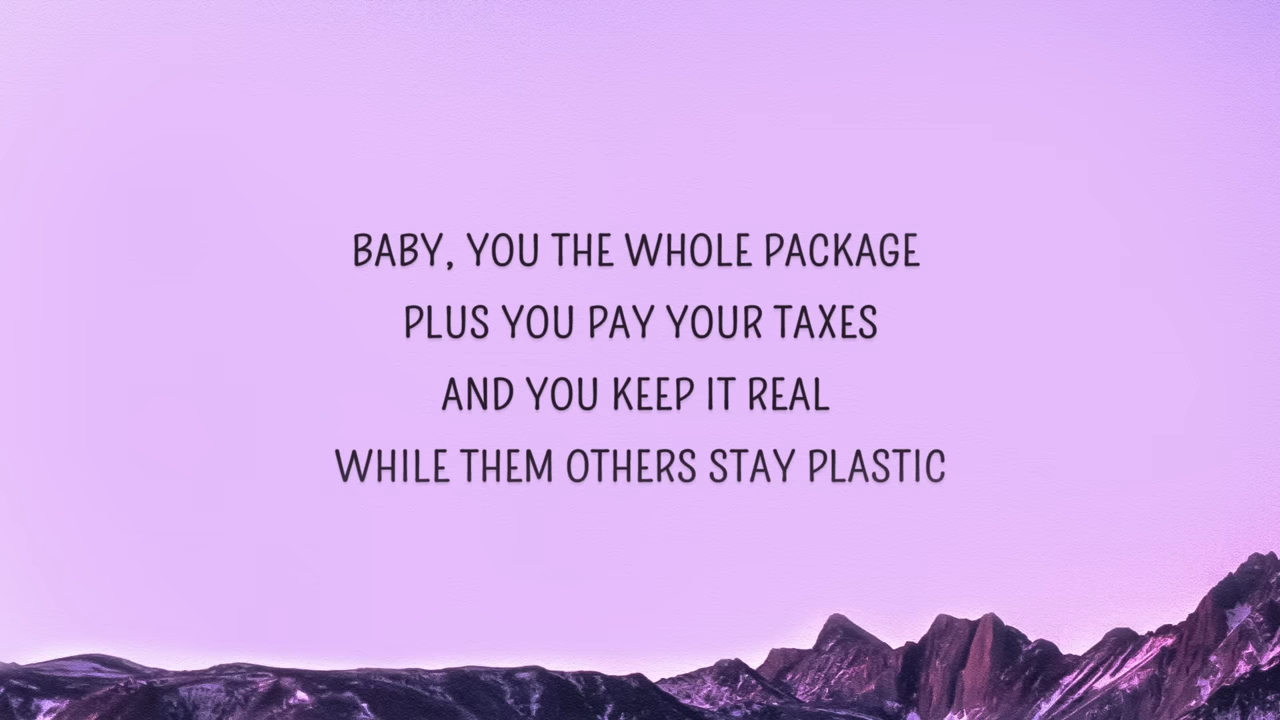 BABY, YOU THE WHOLE PACKAGE
PLUS YOU PAY YOUR TAXES
AND YOU KEEP IT REAL
WHILE THEM OTHERS STAY PLASTIC